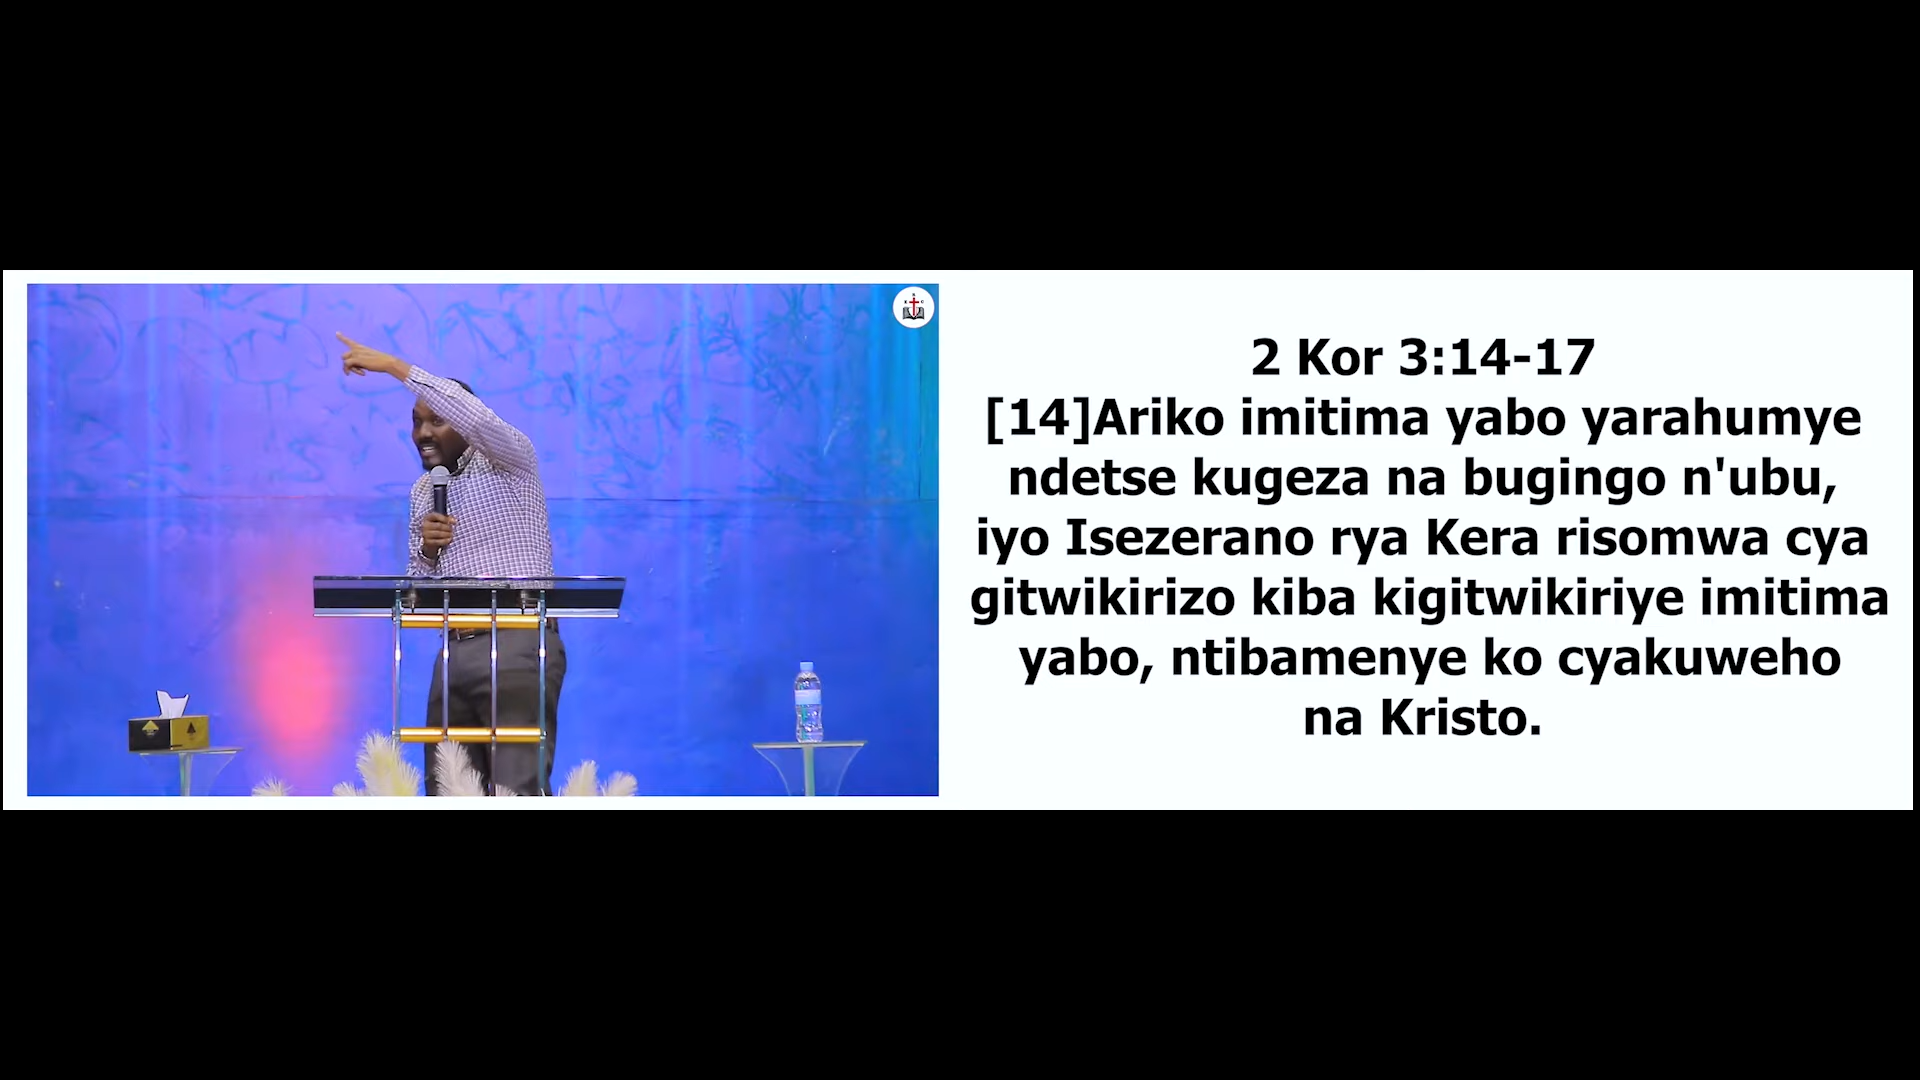 2 Kor 3:14-17
[14]Ariko imitima yabo yarahumye
ndetse kugeza na bugingo n'ubu,
iyo Isezerano rya Kera risomwa cya
gitwikirizo kiba kigitwikiriye imitima
yabo, ntibamenye ko cyakuweho
na Kristo.